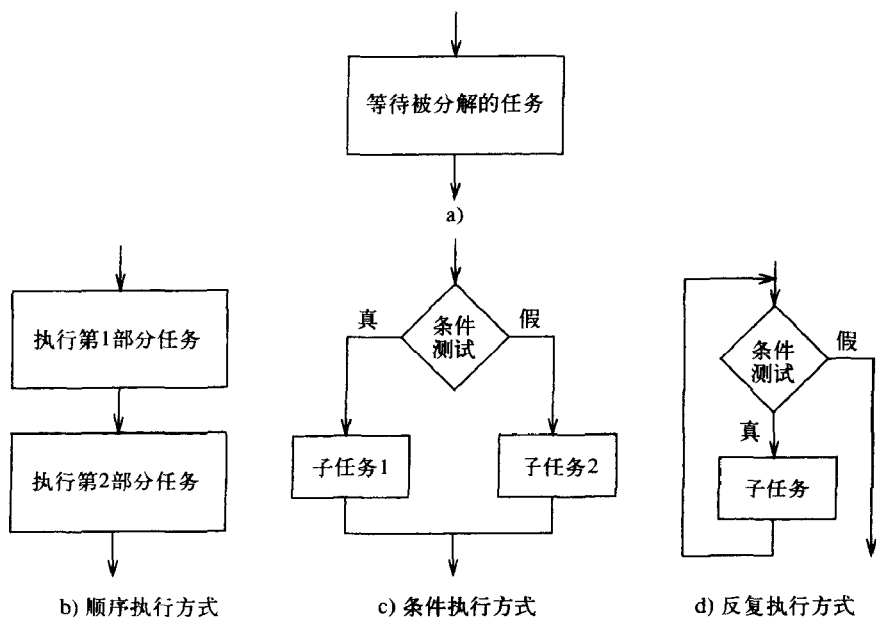 等待被分解的任务
a)
执行第1部分任务
执行第2部分任务
b) 顺序执行方式
真
条件
测试
假
子任务1
子任务2
c) 条件执行方式
条件
测试
假
真
子任务
d) 反复执行方式